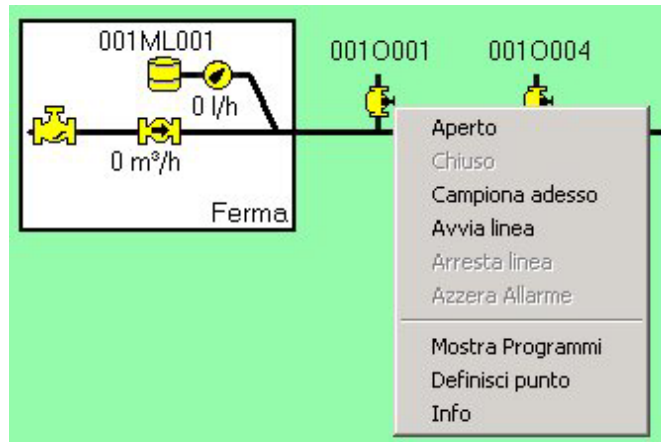 001ML001
001O001
001O004
0 l/h
0 m³/h
Ferma
Aperto
Chiuso
Campiona adesso
Avvia linea
Arresta linea
Azzera Allarme
Mostra Programmi
Definisci punto
Info